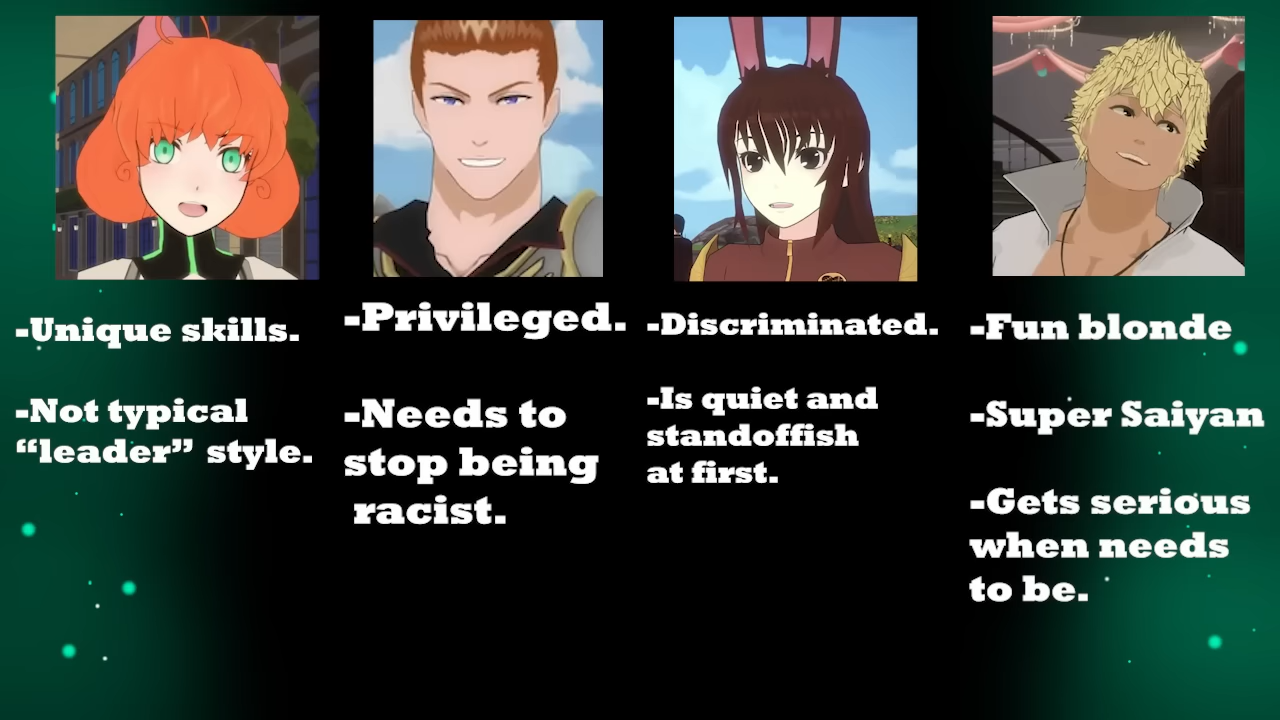 -Unique skills.
-Not typical
“leader” style.
-Privileged.
-Needs to
stop being
racist.
-Discriminated.
-Is quiet and
standoffish
at first.
-Fun blonde
-Super Saiyan
-Gets serious
when needs
to be.